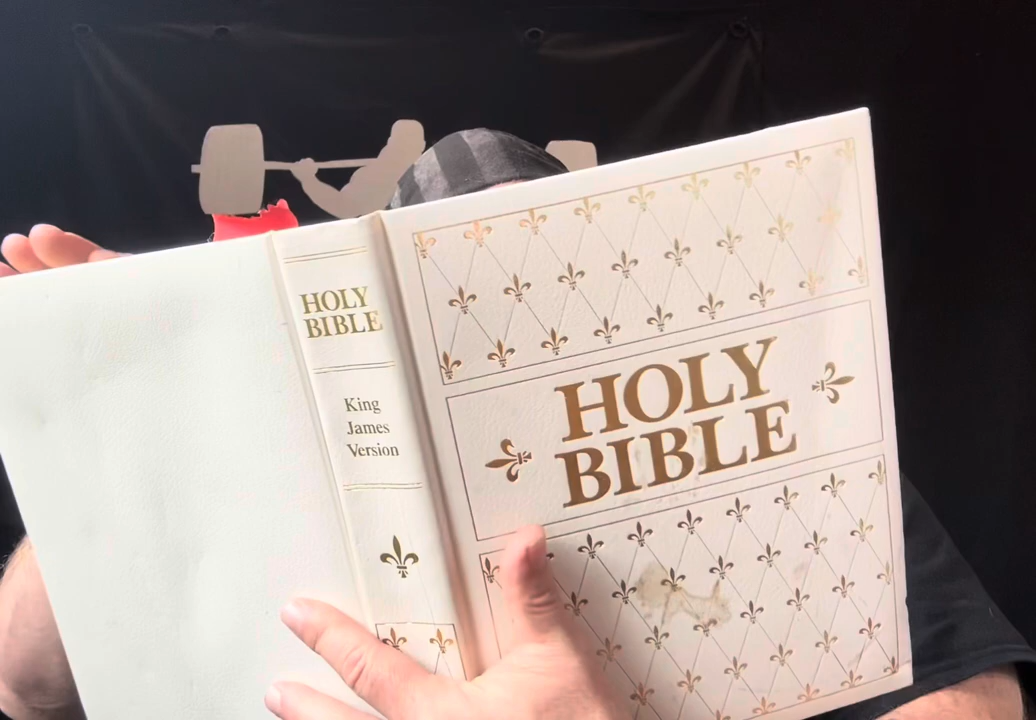 HOLY
BIBLE
King
James
Version
HOLY
BIBLE